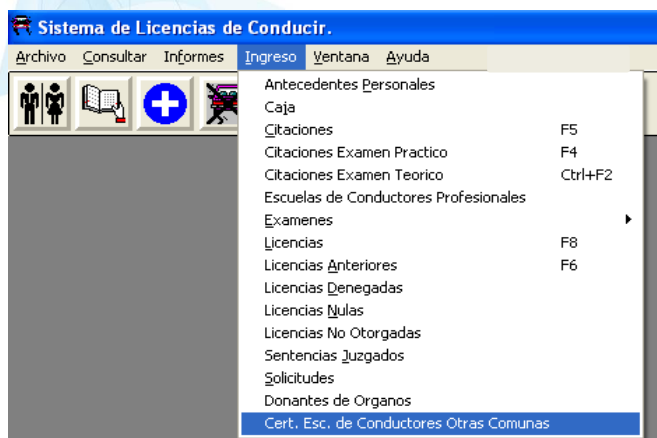 Sistema de Licencias de Conducir.
Archivo Consultar Informes Ingreso Ventana Ayuda
Antecedentes Personales
Caja
Citaciones F5
Citaciones Examen Practico F4
Citaciones Examen Teorico Ctrl+F2
Escuelas de Conductores Profesionales
Examenes
Licencias F8
Licencias Anteriores F6
Licencias Denegadas
Licencias Nulas
Licencias No Otorgadas
Sentencias Juzgados
Solicitudes
Donantes de Organos
Cert. Esc. de Conductores Otras Comunas